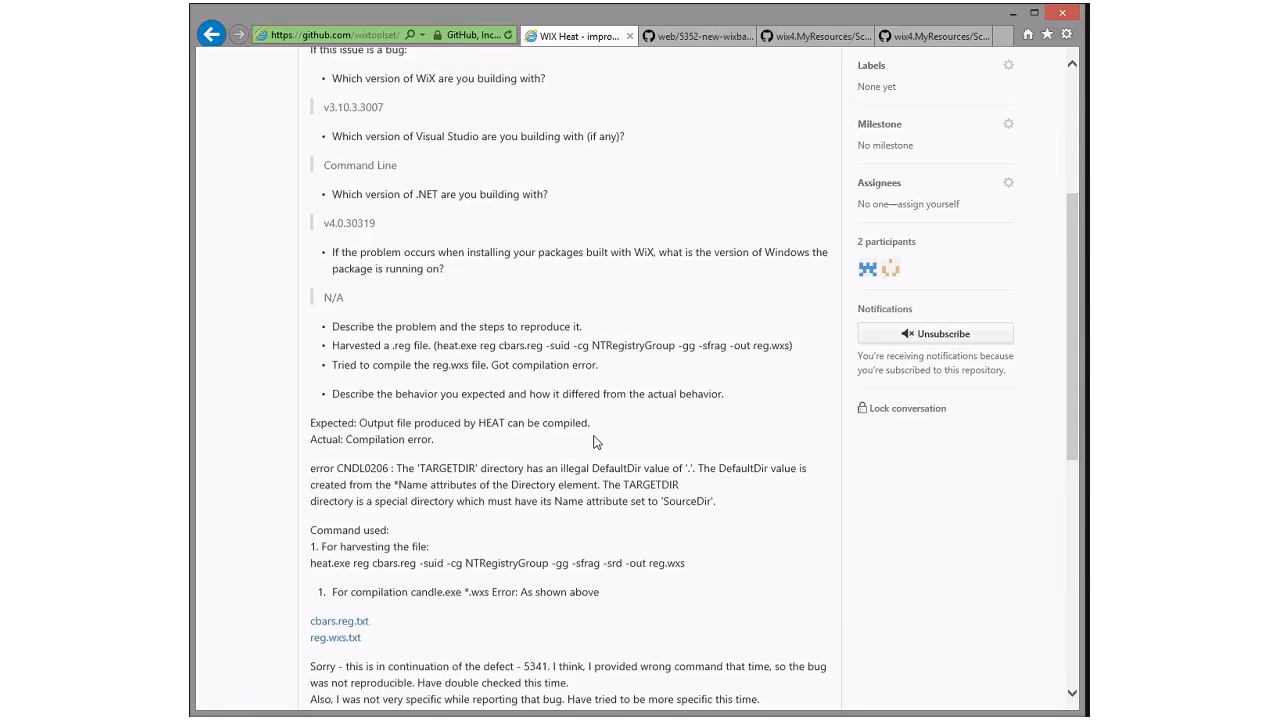 https://github.com/wixtoolset/
GitHub, Inc...
WIX Heat - impro...
web/5352-new-wixba...
wix4.MyResources/Sc...
wix4.MyResources/Sc...
If this issue is a bug:
• Which version of WiX are you building with?
v3.10.3.3007
• Which version of Visual Studio are you building with (if any)?
Command Line
• Which version of .NET are you building with?
v4.0.30319
• If the problem occurs when installing your packages built with WiX, what is the version of Windows the
package is running on?
N/A
• Describe the problem and the steps to reproduce it.
• Harvested a .reg file. (heat.exe reg cbars.reg -suid -cg NTRegistryGroup -gg -sfrag -out reg.wxs)
• Tried to compile the reg.wxs file. Got compilation error.
• Describe the behavior you expected and how it differed from the actual behavior.
Expected: Output file produced by HEAT can be compiled.
Actual: Compilation error.
error CNDL0206 : The 'TARGETDIR' directory has an illegal DefaultDir value of '.'. The DefaultDir value is
created from the *Name attributes of the Directory element. The TARGETDIR
directory is a special directory which must have its Name attribute set to 'SourceDir'.
Command used:
1. For harvesting the file:
heat.exe reg cbars.reg -suid -cg NTRegistryGroup -gg -sfrag -srd -out reg.wxs
1. For compilation candle.exe *.wxs Error: As shown above
cbars.reg.txt
reg.wxs.txt
Sorry - this is in continuation of the defect - 5341. I think, I provided wrong command that time, so the bug
was not reproducible. Have double checked this time.
Also, I was not very specific while reporting that bug. Have tried to be more specific this time.
Labels
None yet
Milestone
No milestone
Assignees
No one—assign yourself
2 participants
Notifications
Unsubscribe
You're receiving notifications because
you're subscribed to this repository.
Lock conversation